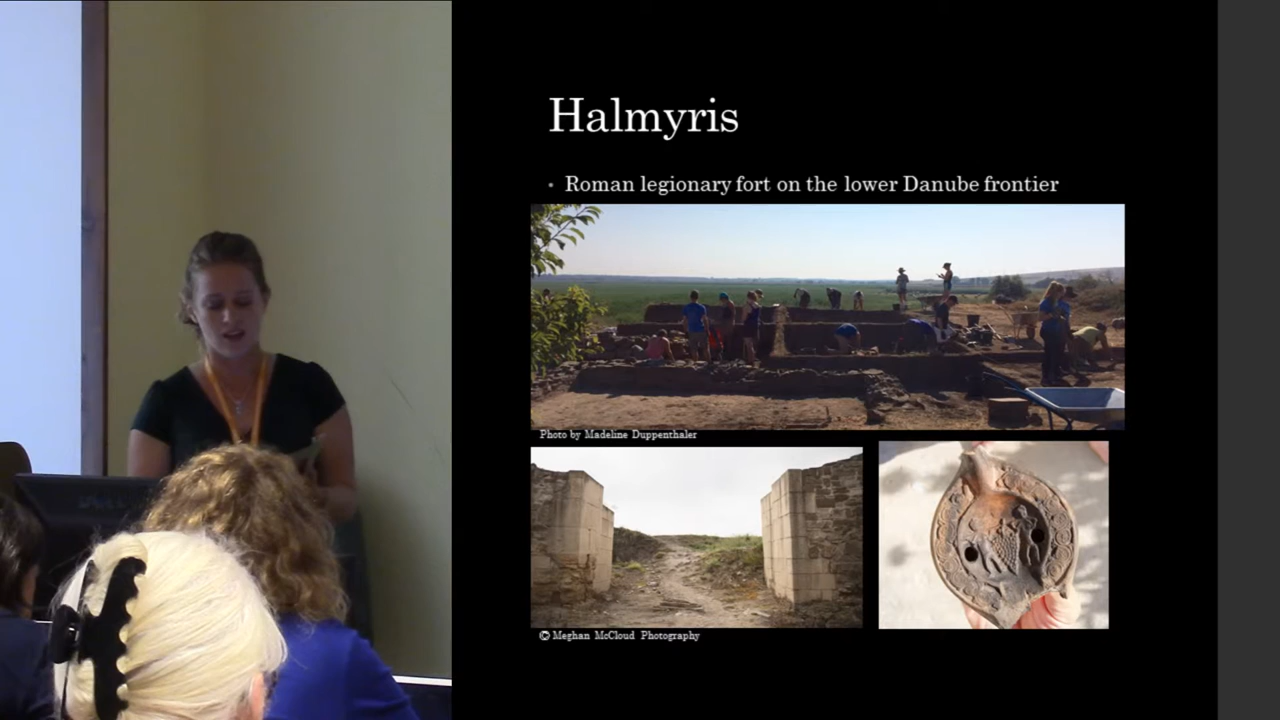 Halmyris
• Roman legionary fort on the lower Danube frontier
Photo by Madeline Duppenthaler
© Meghan McCloud Photography